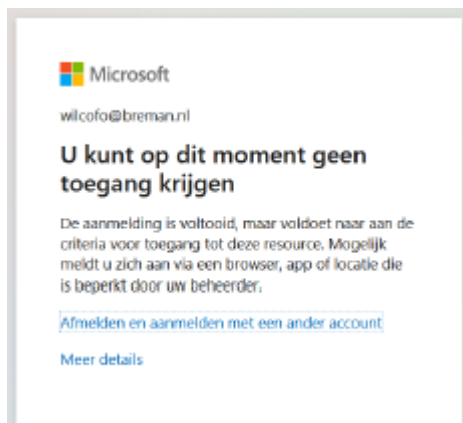 Microsoft
wilcofo@breman.nl
U kunt op dit moment geen
toegang krijgen
De aanmelding is voltooid, maar voldoet naar aan de
criteria voor toegang tot deze resource. Mogelijk
meldt u zich aan via een browser, app of locatie die
is beperkt door uw beheerder.
Afmelden en aanmelden met een ander account
Meer details